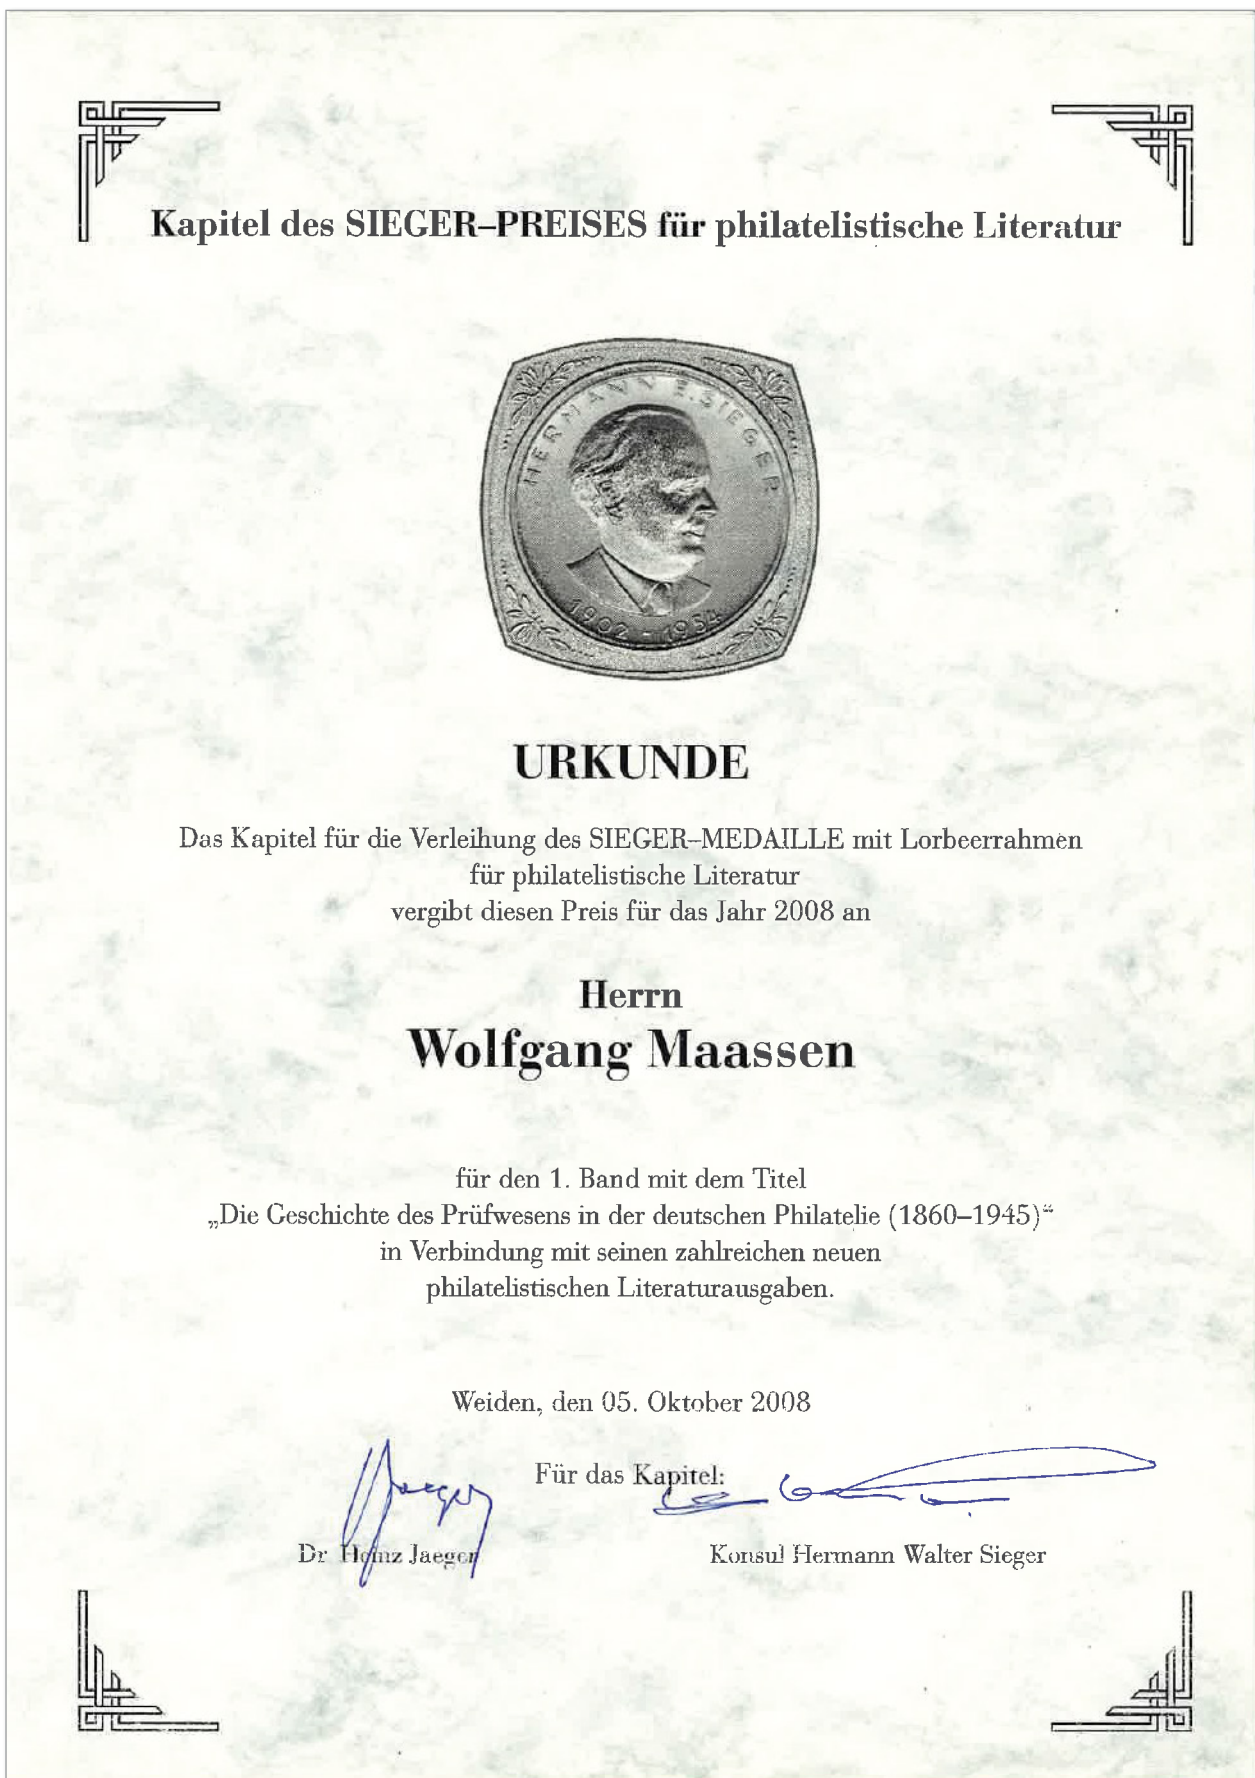 Kapitel des SIEGER–PREISES für philatelistische Literatur
HERMANN E. SIEGER
1902 - 1954
URKUNDE
Das Kapitel für die Verleihung des SIEGER–MEDAILLE mit Lorbeerrahmen
für philatelistische Literatur
vergibt diesen Preis für das Jahr 2008 an
Herrn
Wolfgang Maassen
für den 1. Band mit dem Titel
„Die Geschichte des Prüfwesens in der deutschen Philatelie (1860–1945)“
in Verbindung mit seinen zahlreichen neuen
philatelistischen Literaturausgaben.
Weiden, den 05. Oktober 2008
Für das Kapitel:
Jaeger
Dr Heinz Jaeger
Konsul Hermann Walter Sieger